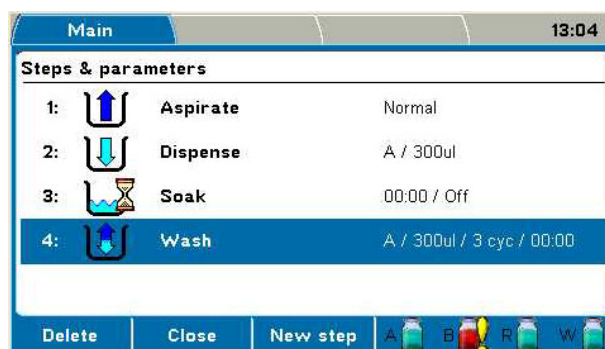 Main 13:04
Steps & parameters
1: Aspirate Normal
2: Dispense A / 300ul
3: Soak 00:00 / Off
4: Wash A / 300ul / 3 cyc / 00:00
Delete Close New step A B R W